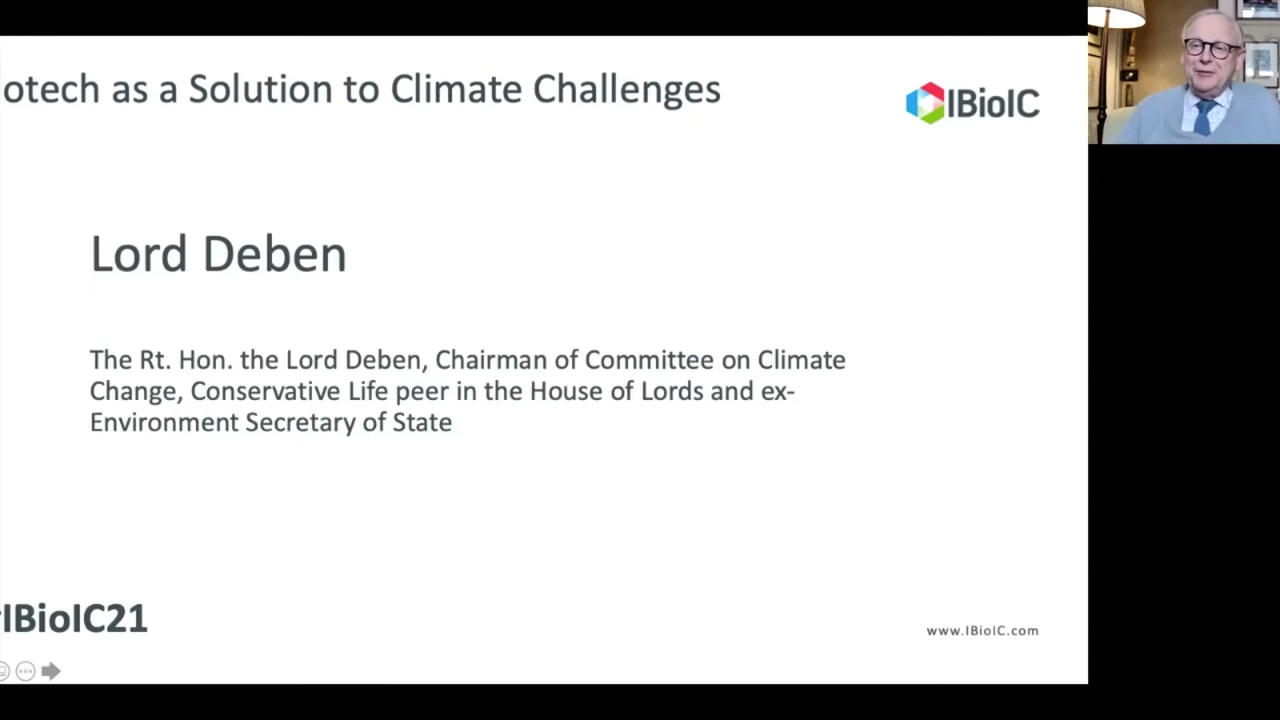 otech as a Solution to Climate Challenges
IBioIC
Lord Deben
The Rt. Hon. the Lord Deben, Chairman of Committee on Climate
Change, Conservative Life peer in the House of Lords and ex-
Environment Secretary of State
IBioIC21
www.IBioIC.com